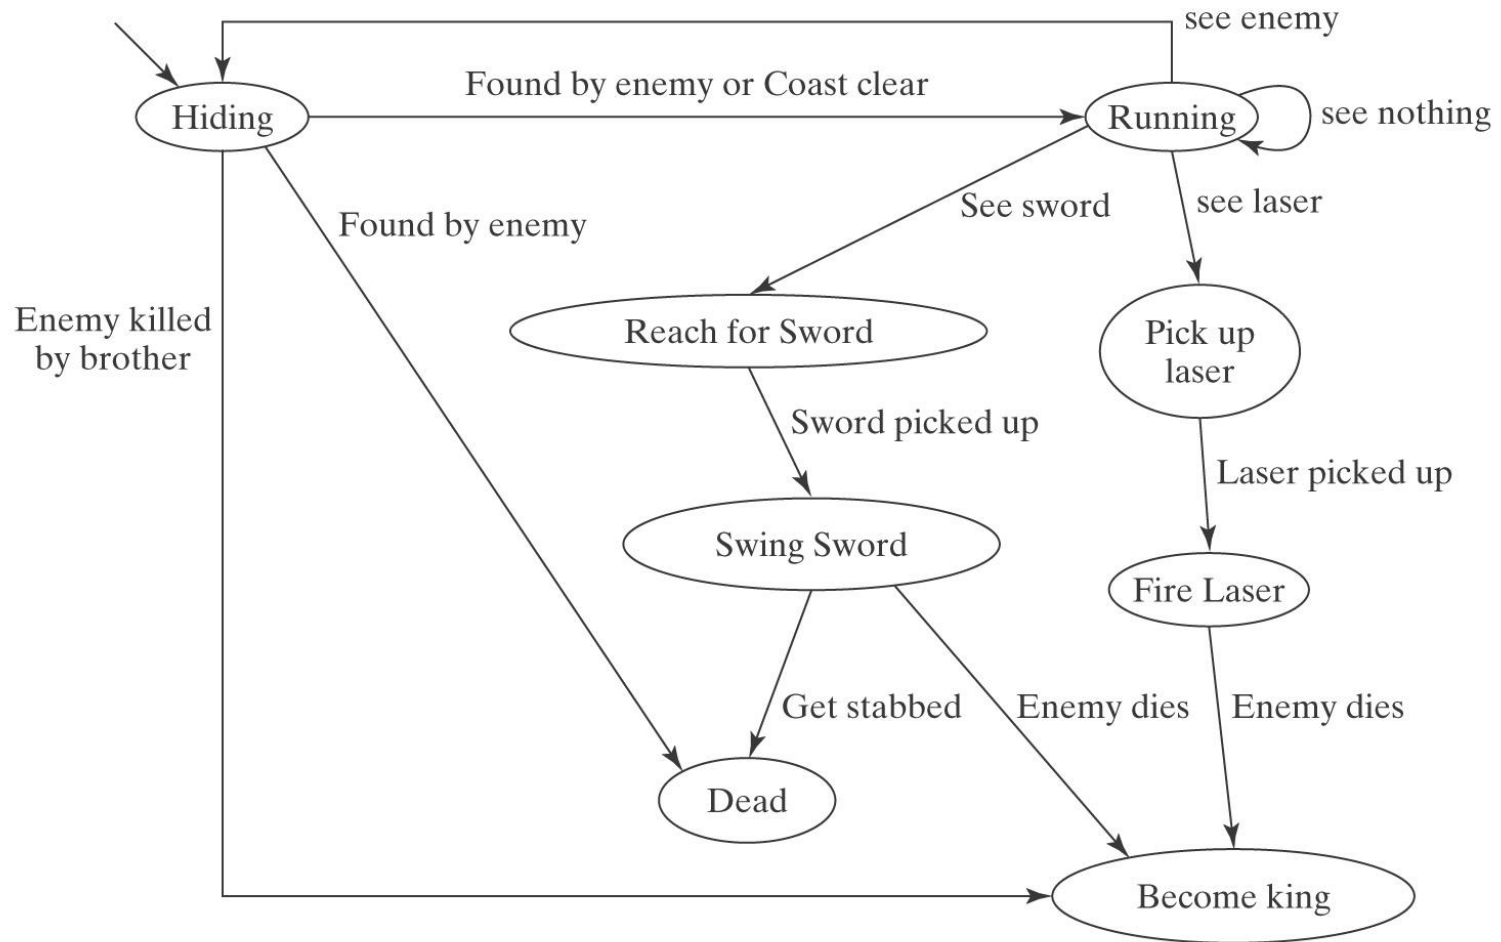 see enemy
Found by enemy or Coast clear
Hiding
Running
see nothing
See sword
see laser
Found by enemy
Enemy killed
by brother
Reach for Sword
Pick up
laser
Sword picked up
Laser picked up
Swing Sword
Fire Laser
Get stabbed
Enemy dies
Enemy dies
Dead
Become king